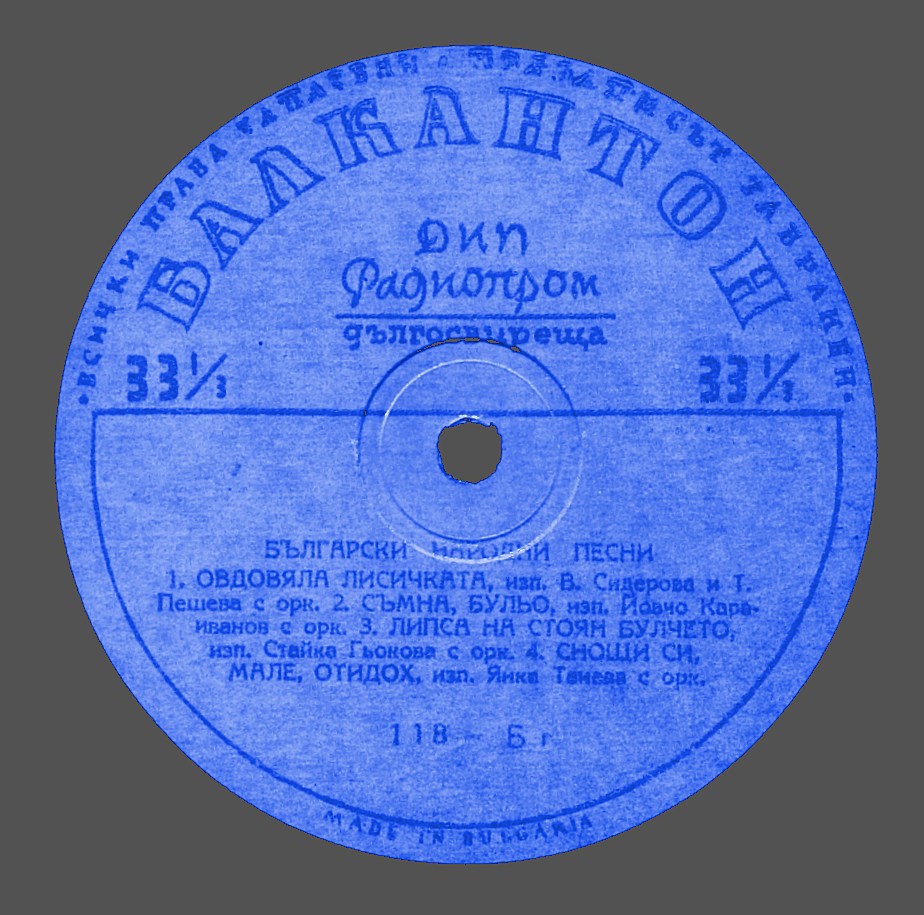 ВСИЧКИ ПРАВА ЗАПАЗЕНИ
БАЛКАНТОН
ДИП
Радиопром
дългосвиреща
33⅓ 33⅓
БЪЛГАРСКИ НАРОДНИ ПЕСНИ
1. ОВДОВЯЛА ЛИСИЧКАТА, изп. В. Сидерова и Т.
Пешева с орк. 2. СЪМНА, БУЛЬО, изп. Йовчо Кара-
иванов с орк. 3. ЛИПСА НА СТОЯН БУЛЧЕТО,
изп. Стайка Гьокова с орк. 4. СНОЩИ СИ,
МАЛЕ, ОТИДОХ, изп. Янка Танева с орк.
118 - Б г
MADE IN BULGARIA